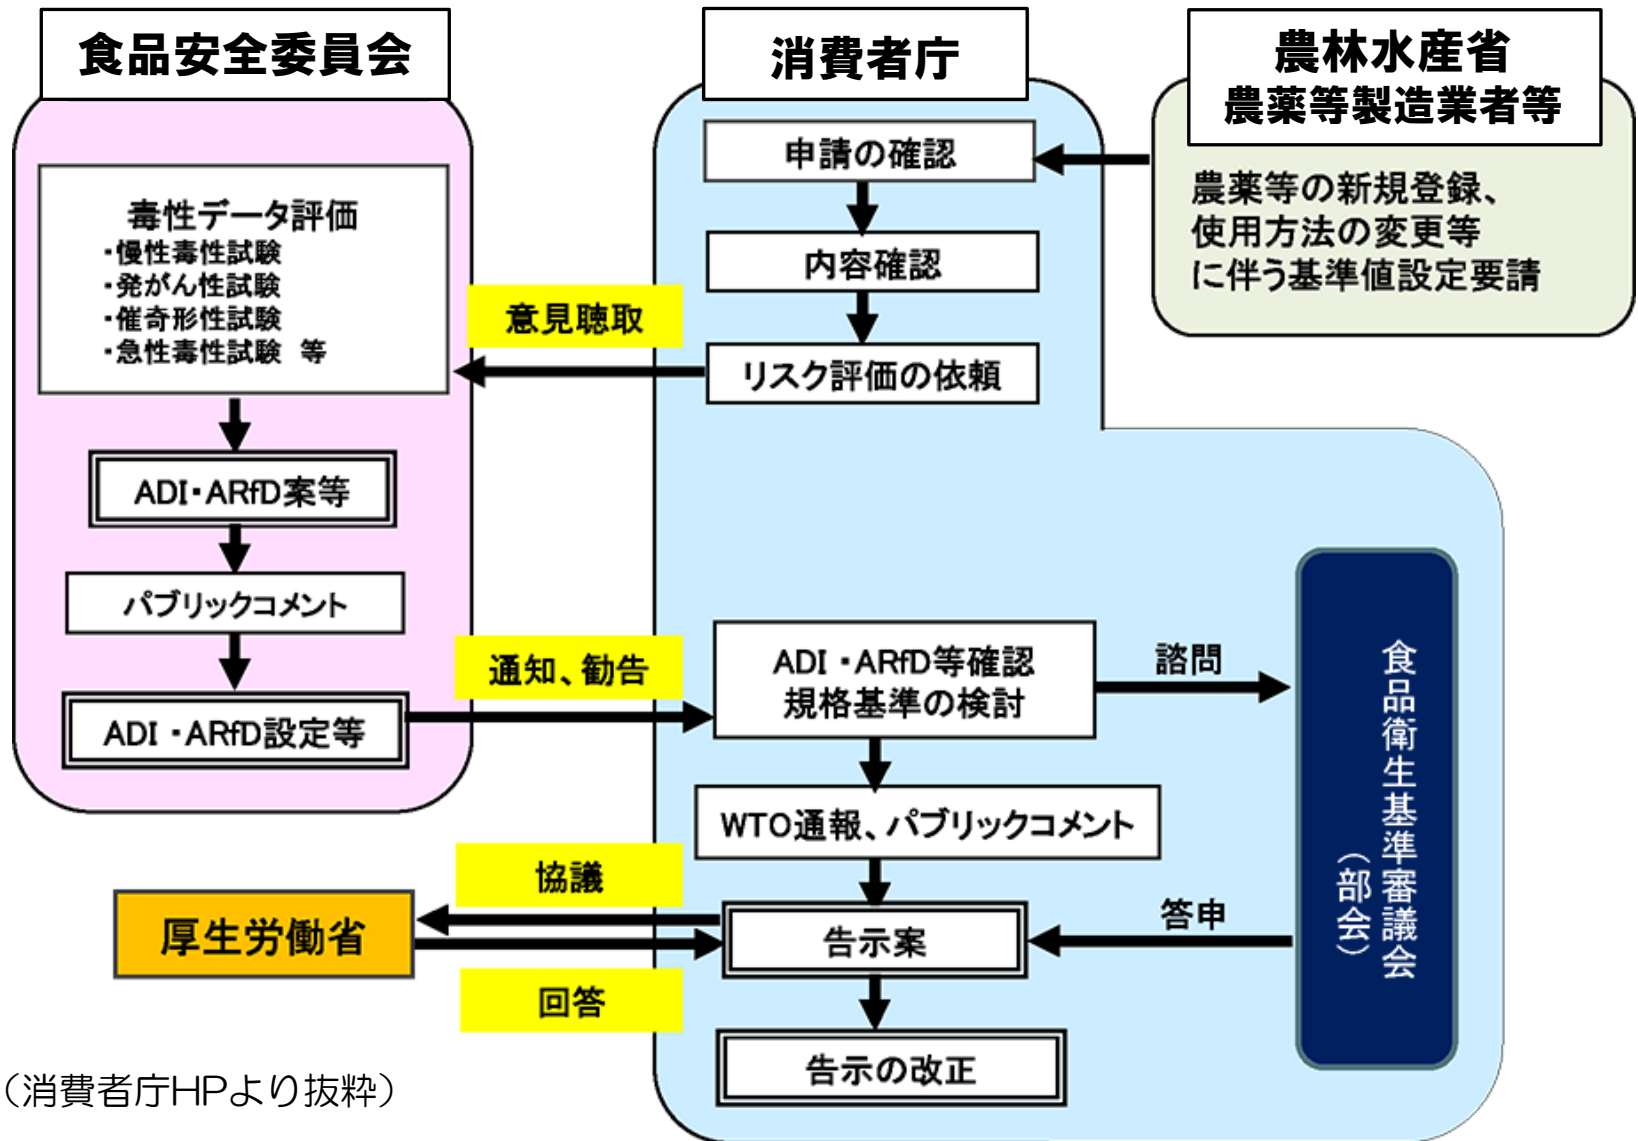 食品安全委員会
毒性データ評価
・慢性毒性試験
・発がん性試験
・催奇形性試験
・急性毒性試験 等
ADI・ARfD案等
パブリックコメント
ADI・ARfD設定等
意見聴取
通知、勧告
協議
回答
厚生労働省
消費者庁
申請の確認
内容確認
リスク評価の依頼
ADI・ARfD等確認
規格基準の検討
WTO通報、パブリックコメント
告示案
告示の改正
農林水産省
農薬等製造業者等
農薬等の新規登録、
使用方法の変更等
に伴う基準値設定要請
諮問
答申
食品衛生基準審議会
（部会）
（消費者庁HPより抜粋）